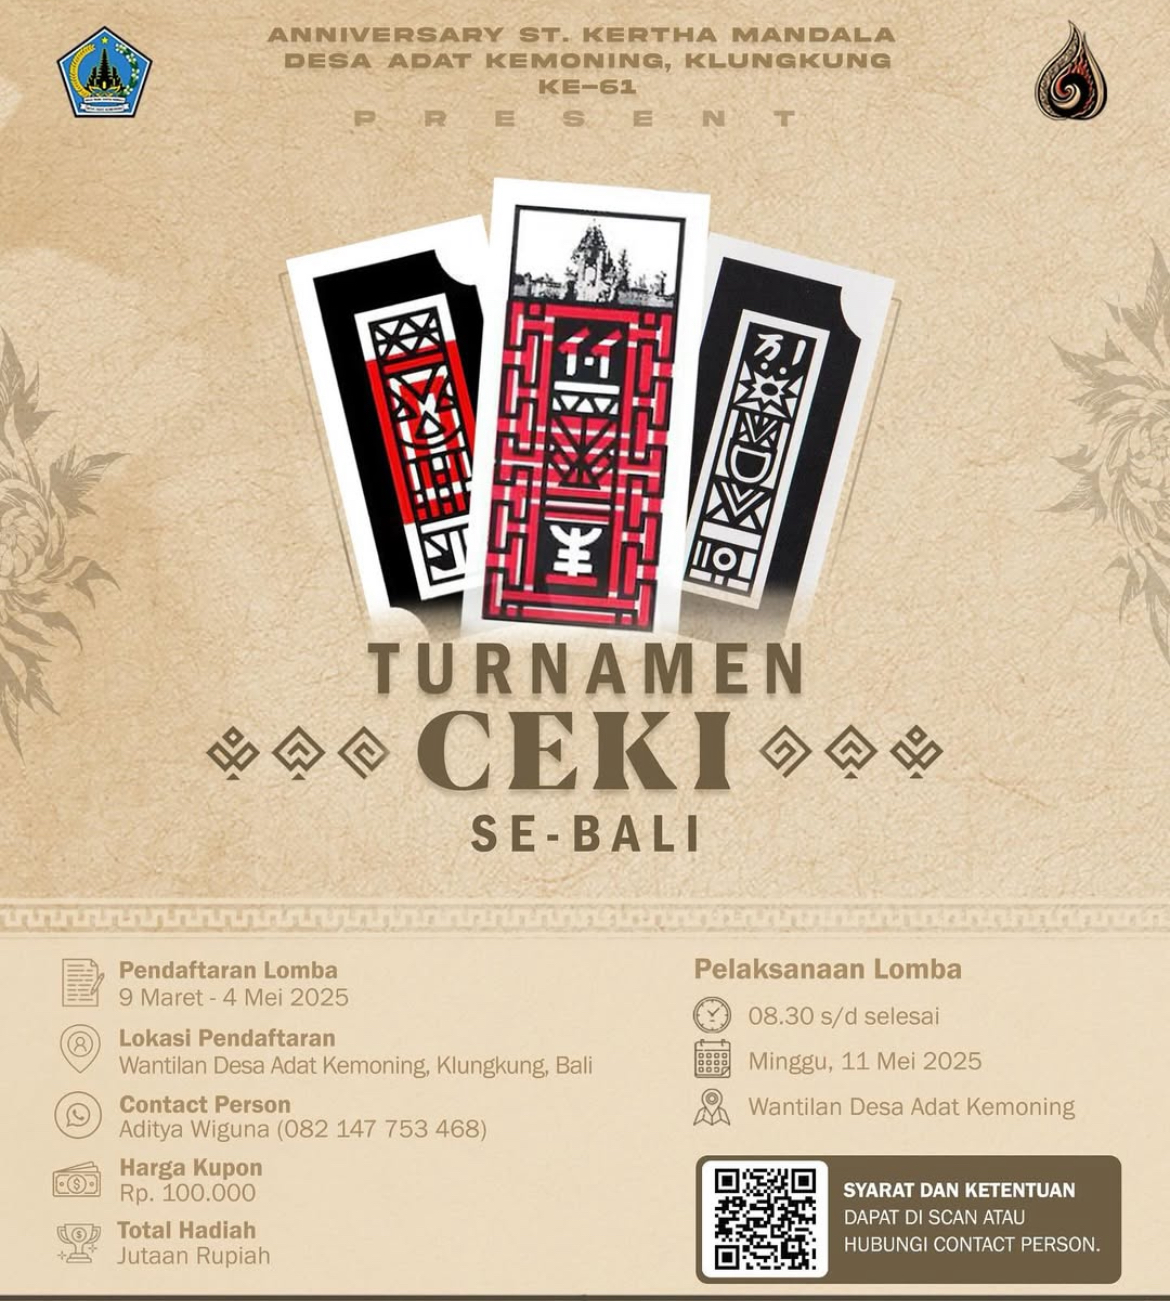 ANNIVERSARY ST. KERTHA MANDALA
DESA ADAT KEMONING, KLUNGKUNG
KE-61
PRESENT
TURNAMEN
CEKI
SE-BALI
Pendaftaran Lomba
9 Maret - 4 Mei 2025
Lokasi Pendaftaran
Wantilan Desa Adat Kemoning, Klungkung, Bali
Contact Person
Aditya Wiguna (082 147 753 468)
Harga Kupon
Rp. 100.000
Total Hadiah
Jutaan Rupiah
Pelaksanaan Lomba
08.30 s/d selesai
Minggu, 11 Mei 2025
Wantilan Desa Adat Kemoning
SYARAT DAN KETENTUAN
DAPAT DI SCAN ATAU
HUBUNGI CONTACT PERSON.